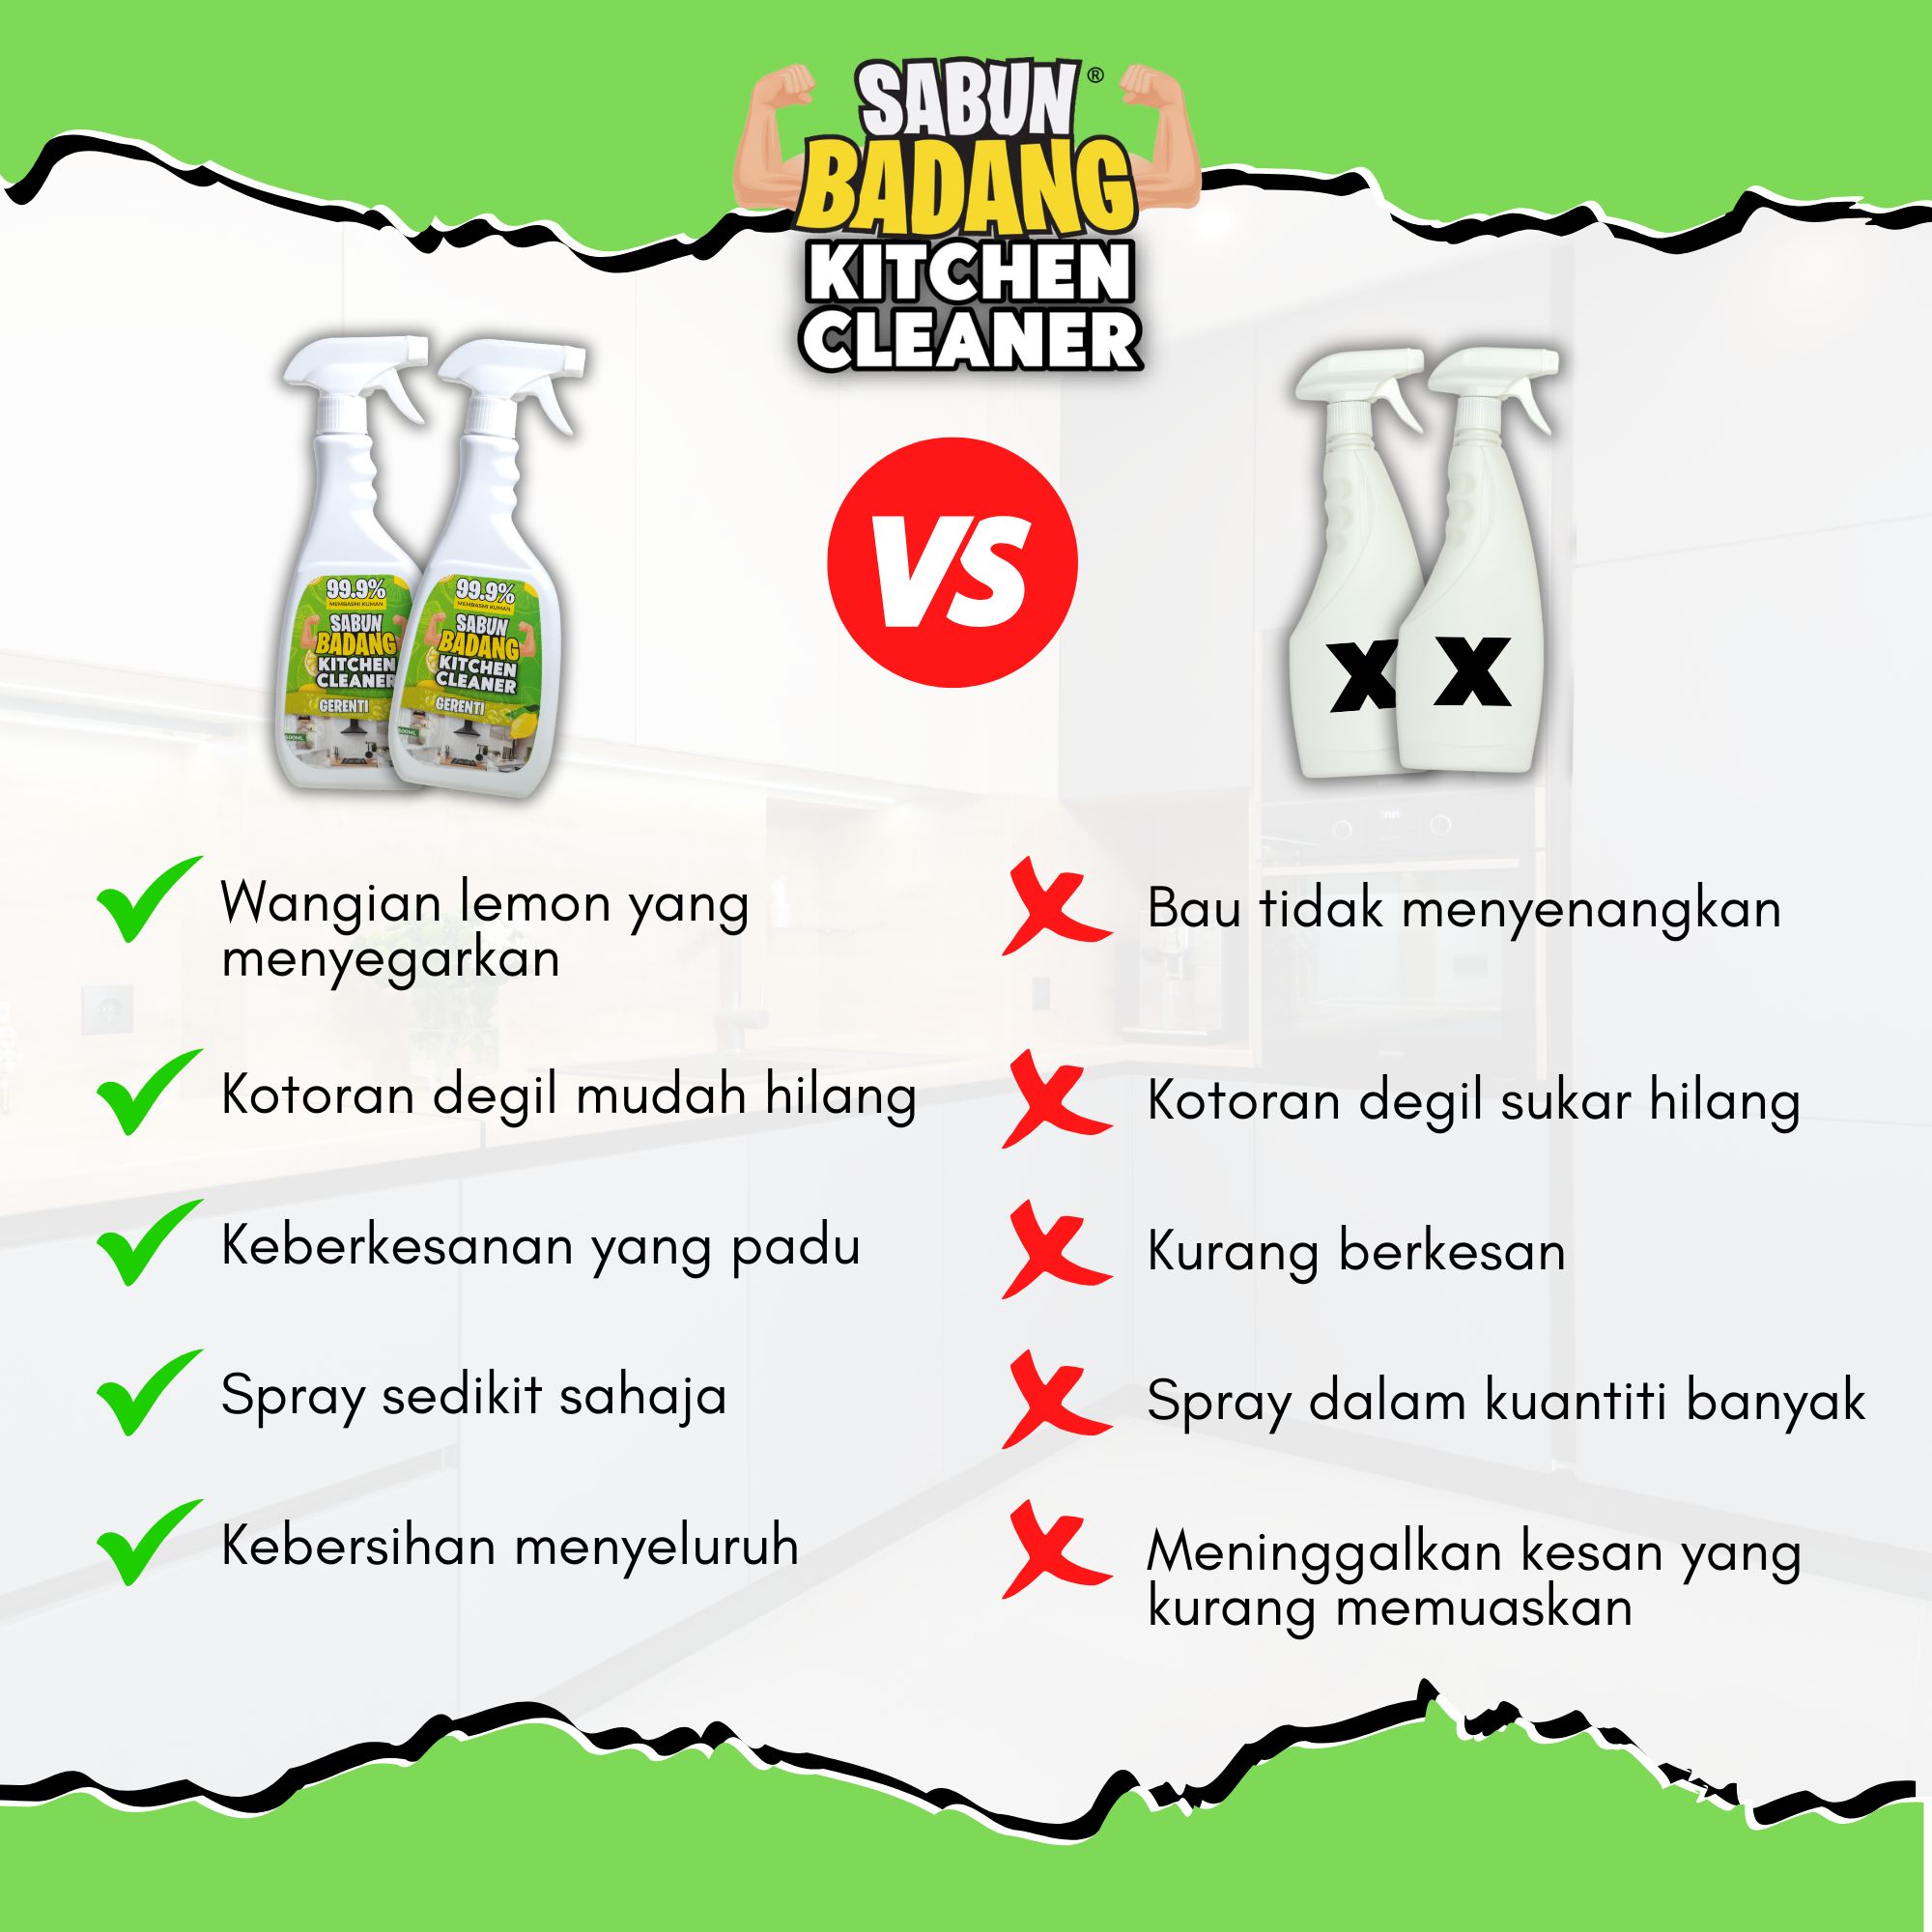 SABUN®
BADANG
KITCHEN
CLEANER
VS
99.9%
MEMBASMI KUMAN
SABUN
BADANG
KITCHEN
CLEANER
GERENTI
500ML
99.9%
MEMBASMI KUMAN
SABUN
BADANG
KITCHEN
CLEANER
GERENTI
500ML
X
X
Wangian lemon yang
menyegarkan
Kotoran degil mudah hilang
Keberkesanan yang padu
Spray sedikit sahaja
Kebersihan menyeluruh
Bau tidak menyenangkan
Kotoran degil sukar hilang
Kurang berkesan
Spray dalam kuantiti banyak
Meninggalkan kesan yang
kurang memuaskan